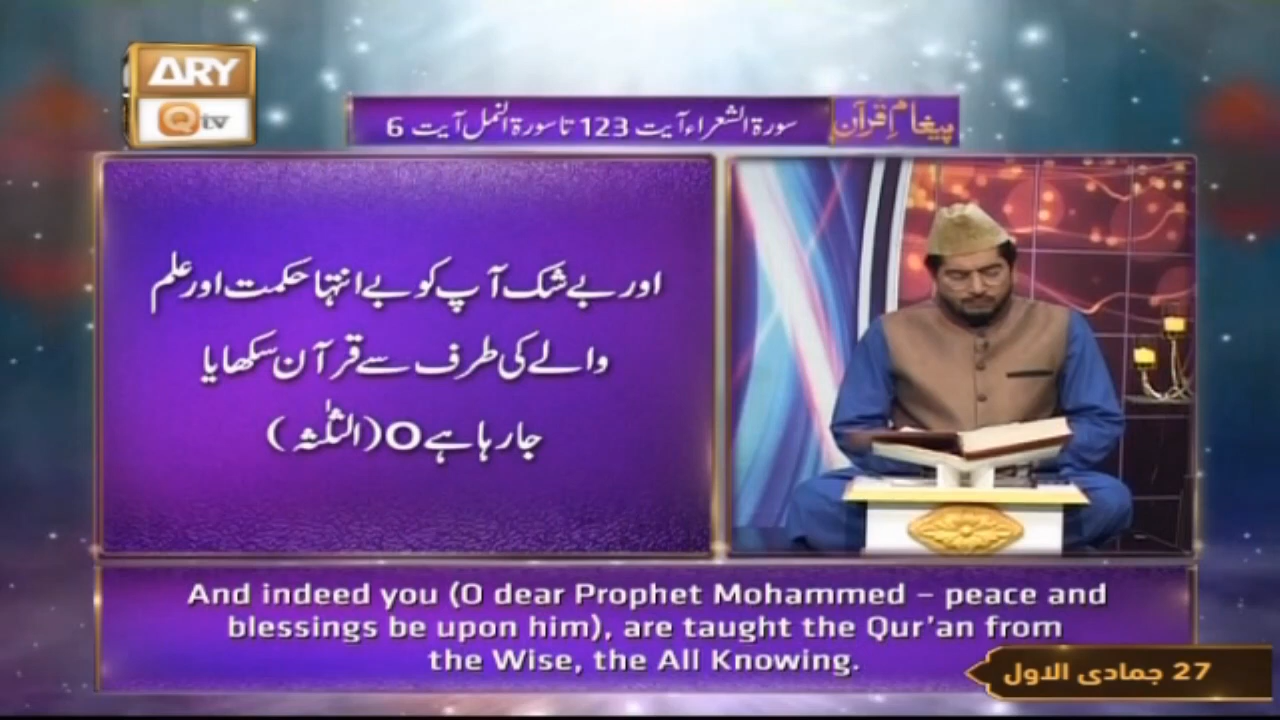 ARY
Qtv
پیغامِ قرآن
سورۃ الشعراء آیت 123 تا سورۃ النمل آیت 6
اور بے شک آپ کو بے انتہا حکمت اور علم
والے کی طرف سے قرآن سکھایا
جا رہا ہے O (الثلٰثہ)
And indeed you (O dear Prophet Mohammed – peace and
blessings be upon him), are taught the Qur’an from
the Wise, the All Knowing.
27 جمادی الاول